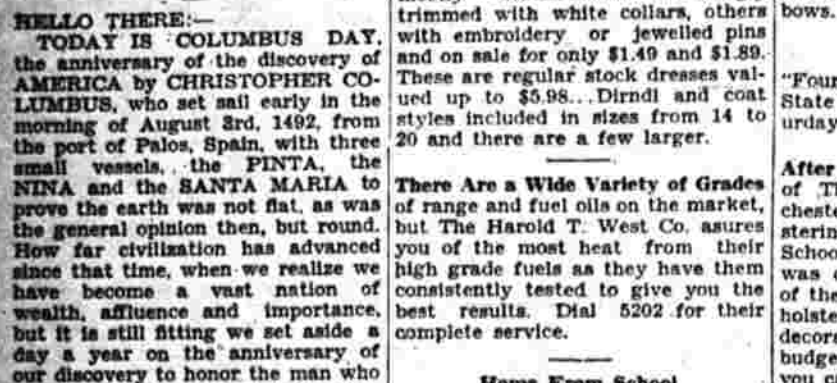 HELLO THERE:—
TODAY IS COLUMBUS DAY,
the anniversary of the discovery of
AMERICA by CHRISTOPHER CO-
LUMBUS, who set sail early in the
morning of August 3rd, 1492, from
the port of Palos, Spain, with three
small vessels, . the PINTA, the
NINA and the SANTA MARIA to
prove the earth was not flat, as was
the general opinion then, but round.
How far civilization has advanced
since that time, when we realize we
have become a vast nation of
wealth, affluence and importance,
but it is still fitting we set aside a
day a year on the anniversary of
our discovery to honor the man who
trimmed with white collars, others
with embroidery or jewelled pins
and on sale for only $1.49 and $1.89.
These are regular stock dresses val-
ued up to $5.98...Dirndl and coat
styles included in sizes from 14 to
20 and there are a few larger.
There Are a Wide Variety of Grades
of range and fuel oils on the market,
but The Harold T. West Co. asures
you of the most heat from their
high grade fuels as they have them
consistently tested to give you the
best results. Dial 5202 for their
complete service.
Home From School
bows.
"Four
State
urday
After
of T
chest
sterin
Schoo
was
of th
holste
decor
budge
you c